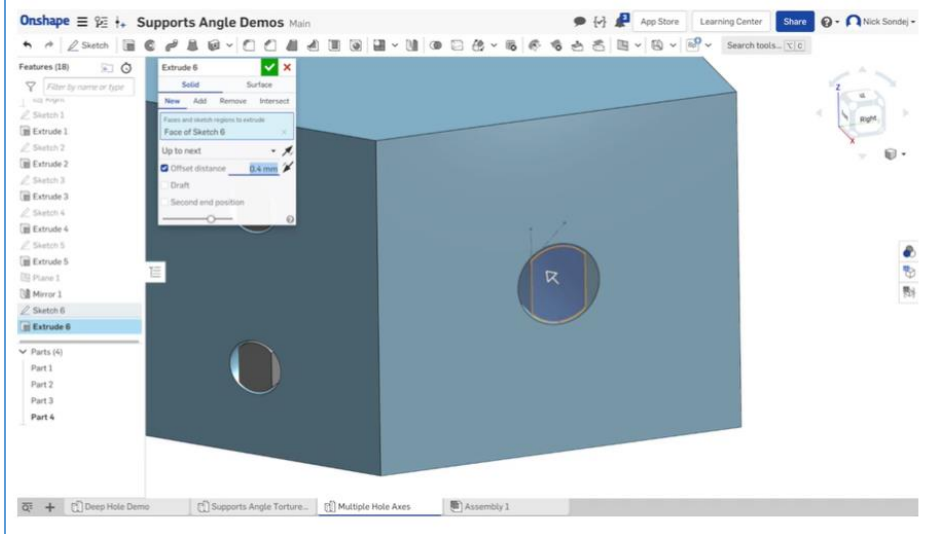 Onshape Supports Angle Demos Main
2 App Store Learning Center Share Nick Sondej
Sketch Search tools... ⌥ C
Features (18)
Filter by name or type
Right
Sketch 1
Extrude 1
Sketch 2
Extrude 2
Sketch 3
Extrude 3
Sketch 4
Extrude 4
Sketch 5
Extrude 5
Plane 1
Mirror 1
Sketch 6
Extrude 6
Parts (4)
Part 1
Part 2
Part 3
Part 4
Extrude 6
Solid Surface
New Add Remove Intersect
Faces and sketch regions to extrude
Face of Sketch 6
Up to next
Offset distance 0.4 mm
Draft
Second end position
Z
Right
X
Deep Hole Demo Supports Angle Torture... Multiple Hole Axes Assembly 1